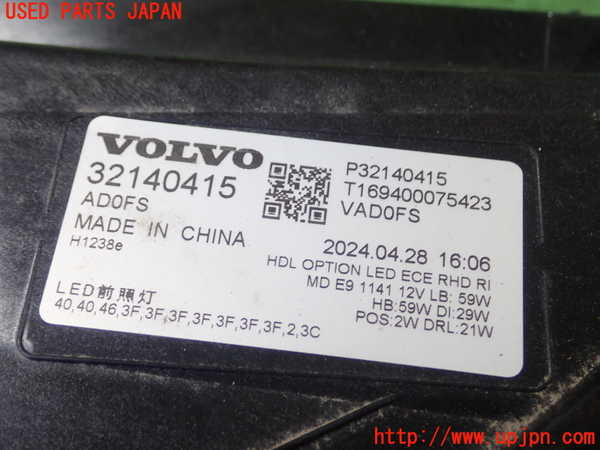 USED PARTS JAPAN
VOLVO
32140415
AD0FS
MADE IN CHINA
H1238e
LED前照灯
40,40,46,3F,3F,3F,3F,3F,3F,3F,2,3C
P32140415
T169400075423
VAD0FS
2024.04.28 16:06
HDL OPTION LED ECE RHD RI
MD E9 1141 12V LB: 59W
HB:59W DI:29W
POS:2W DRL:21W
http://www.upjpn.com/